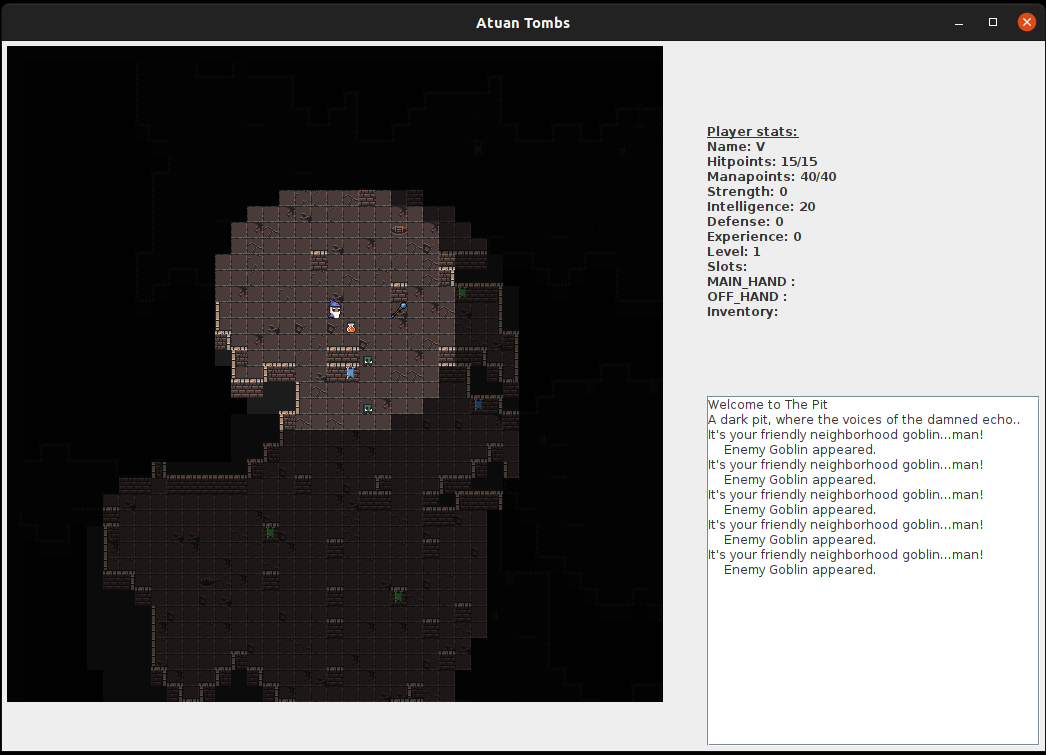 Atuan Tombs
Player stats:
Name: V
Hitpoints: 15/15
Manapoints: 40/40
Strength: 0
Intelligence: 20
Defense: 0
Experience: 0
Level: 1
Slots:
MAIN_HAND :
OFF_HAND :
Inventory:
Welcome to The Pit
A dark pit, where the voices of the damned echo..
It's your friendly neighborhood goblin...man!
Enemy Goblin appeared.
It's your friendly neighborhood goblin...man!
Enemy Goblin appeared.
It's your friendly neighborhood goblin...man!
Enemy Goblin appeared.
It's your friendly neighborhood goblin...man!
Enemy Goblin appeared.
It's your friendly neighborhood goblin...man!
Enemy Goblin appeared.